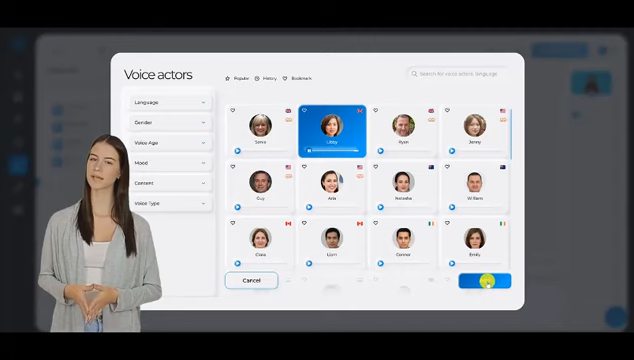 Voice actors
Popular History Bookmark
Search for voice actors, language
Language
Gender
Voice Age
Mood
Content
Voice Type
Sonia Libby Ryan Jenny
Guy Aria Natasha William
Clara Liam Connor Emily
Cancel